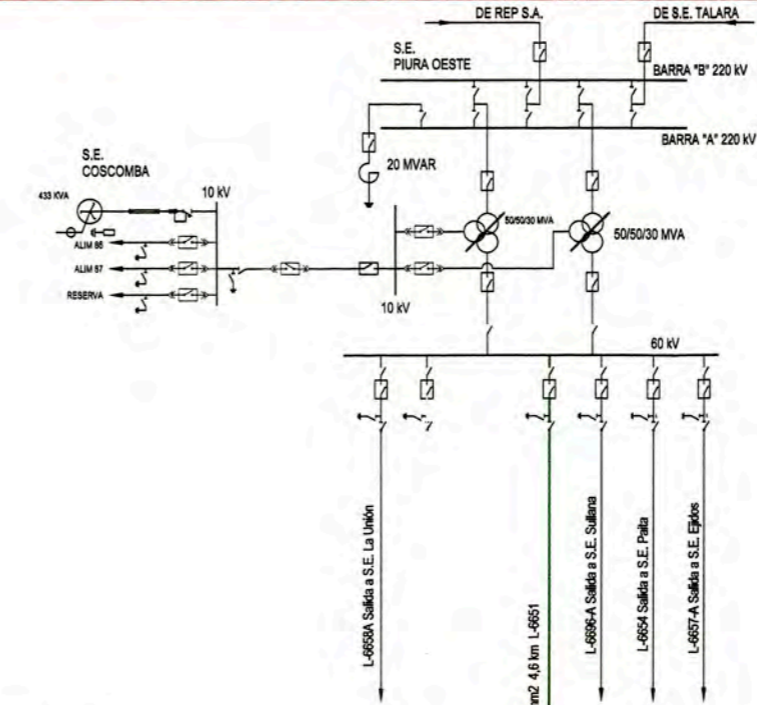 DE REP S.A.
DE S.E. TALARA
S.E.
PIURA OESTE
BARRA "B" 220 kV
BARRA "A" 220 kV
20 MVAR
S.E.
COSCOMBA
433 KVA
10 kV
50/50/30 MVA
50/50/30 MVA
ALIM 85
ALIM 87
RESERVA
10 kV
60 kV
L-6658A Salida a S.E. La Unión
mm2 4,6 km L-6651
L-6696-A Salida a S.E. Sullana
L-6654 Salida a S.E. Paita
L-6657-A Salida a S.E. Ejidos